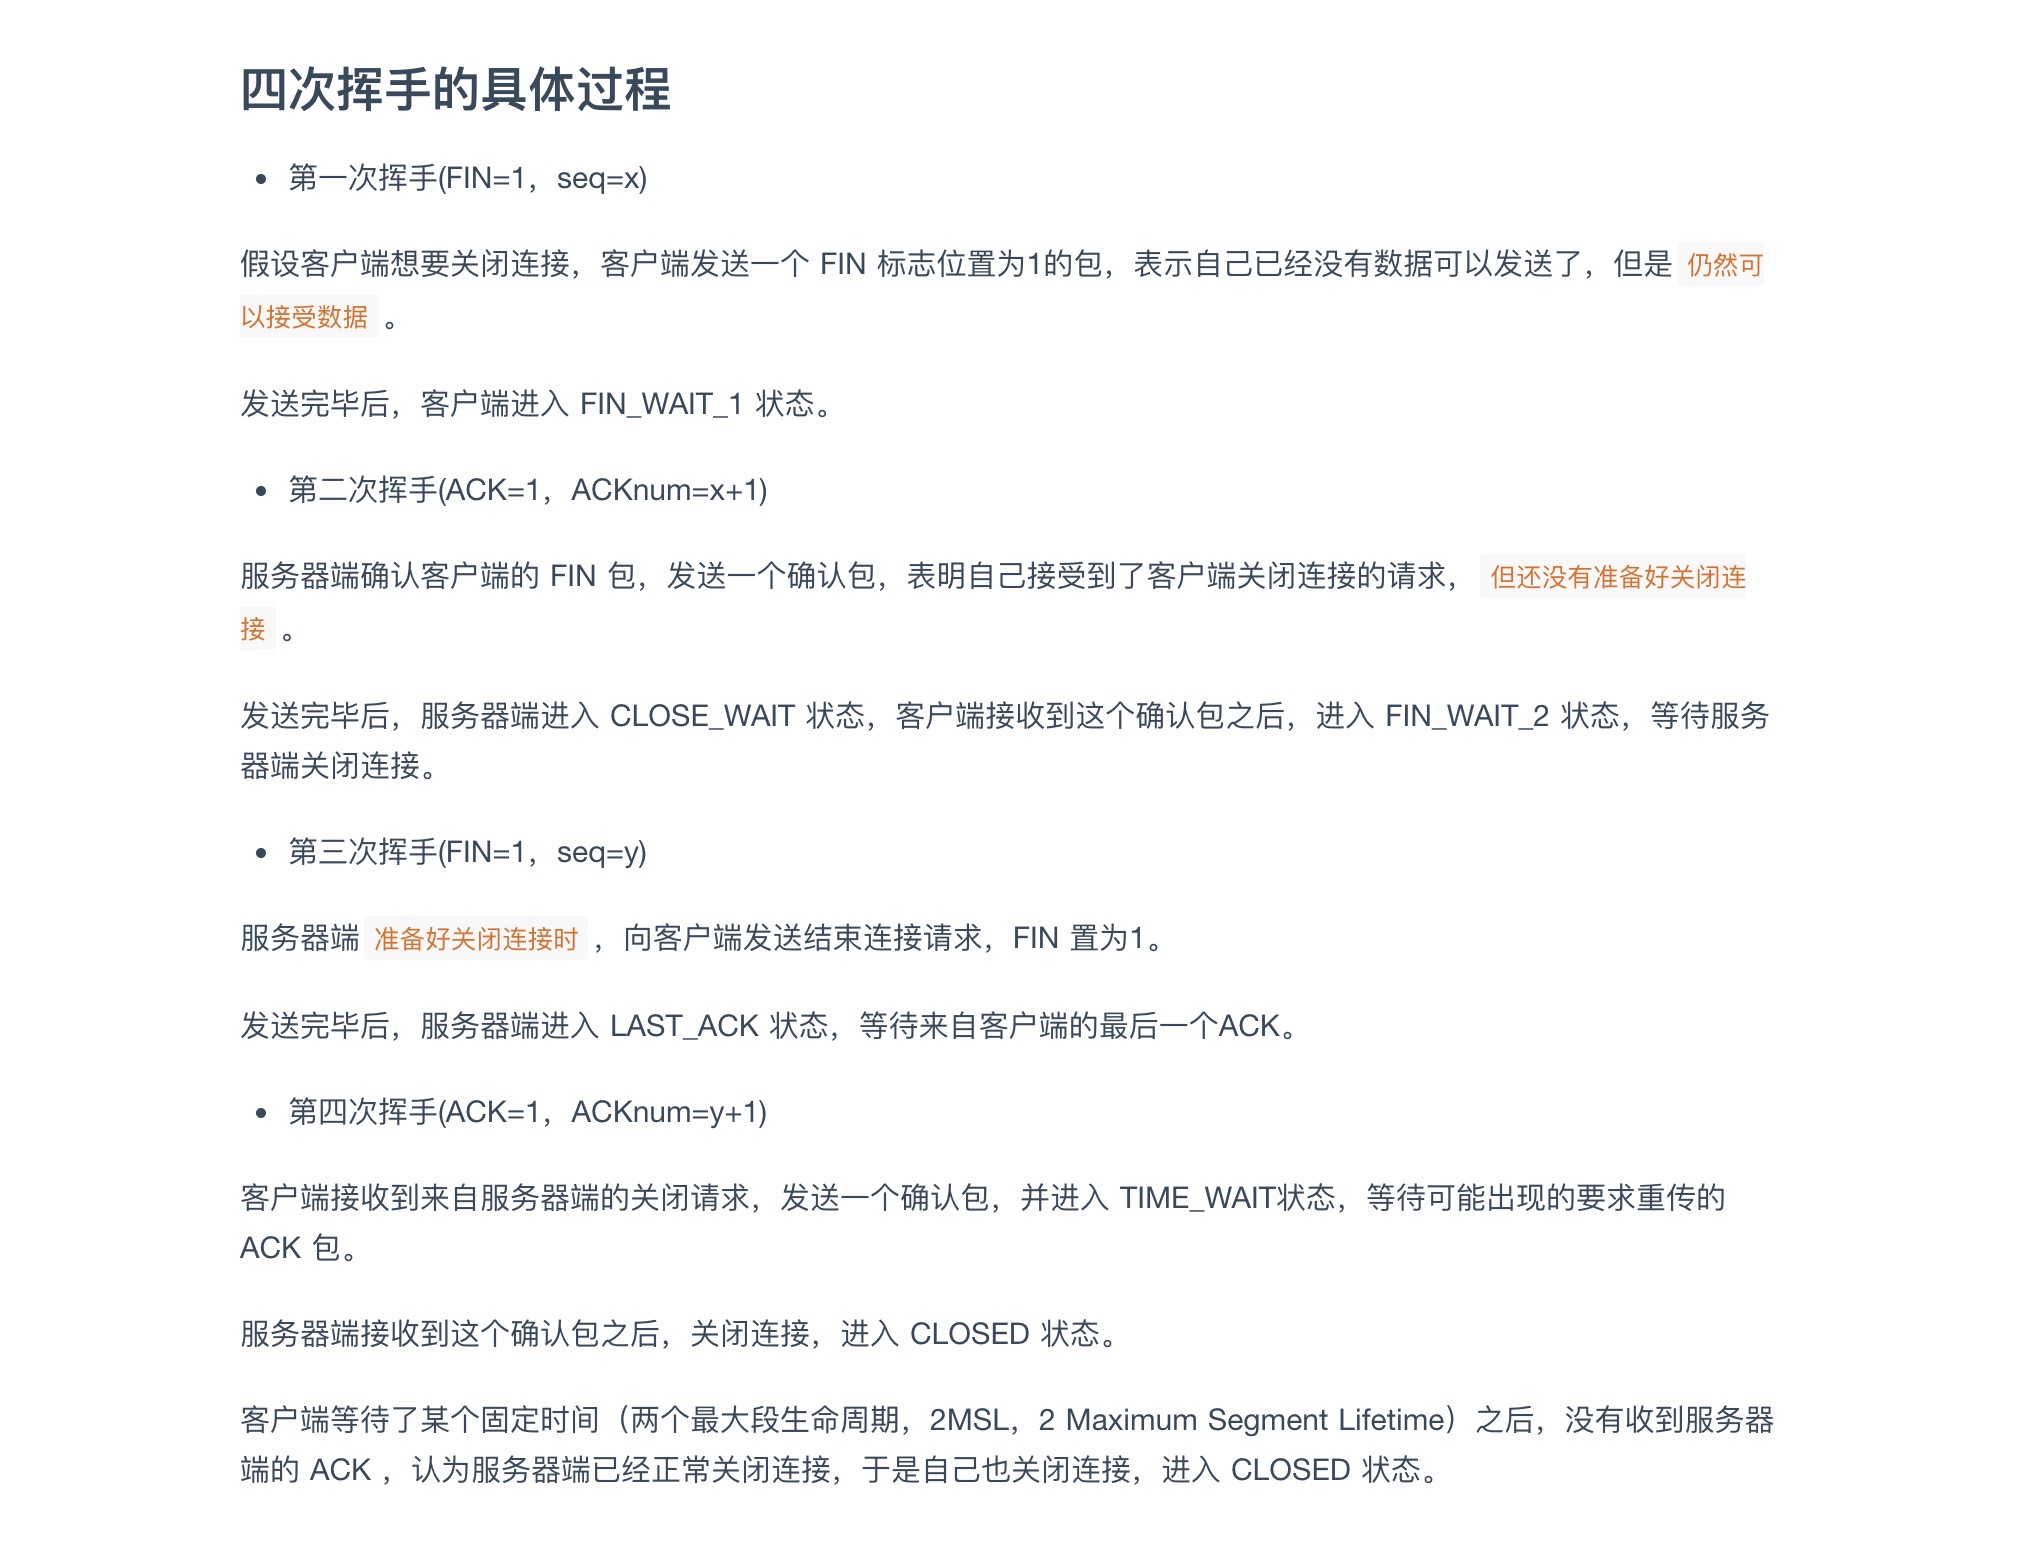 四次挥手的具体过程
• 第一次挥手(FIN=1，seq=x)
假设客户端想要关闭连接，客户端发送一个 FIN 标志位置为1的包，表示自己已经没有数据可以发送了，但是 仍然可
以接受数据 。
发送完毕后，客户端进入 FIN_WAIT_1 状态。
• 第二次挥手(ACK=1，ACKnum=x+1)
服务器端确认客户端的 FIN 包，发送一个确认包，表明自己接受到了客户端关闭连接的请求， 但还没有准备好关闭连
接 。
发送完毕后，服务器端进入 CLOSE_WAIT 状态，客户端接收到这个确认包之后，进入 FIN_WAIT_2 状态，等待服务
器端关闭连接。
• 第三次挥手(FIN=1，seq=y)
服务器端 准备好关闭连接时 ，向客户端发送结束连接请求，FIN 置为1。
发送完毕后，服务器端进入 LAST_ACK 状态，等待来自客户端的最后一个ACK。
• 第四次挥手(ACK=1，ACKnum=y+1)
客户端接收到来自服务器端的关闭请求，发送一个确认包，并进入 TIME_WAIT状态，等待可能出现的要求重传的
ACK 包。
服务器端接收到这个确认包之后，关闭连接，进入 CLOSED 状态。
客户端等待了某个固定时间（两个最大段生命周期，2MSL，2 Maximum Segment Lifetime）之后，没有收到服务器
端的 ACK ，认为服务器端已经正常关闭连接，于是自己也关闭连接，进入 CLOSED 状态。